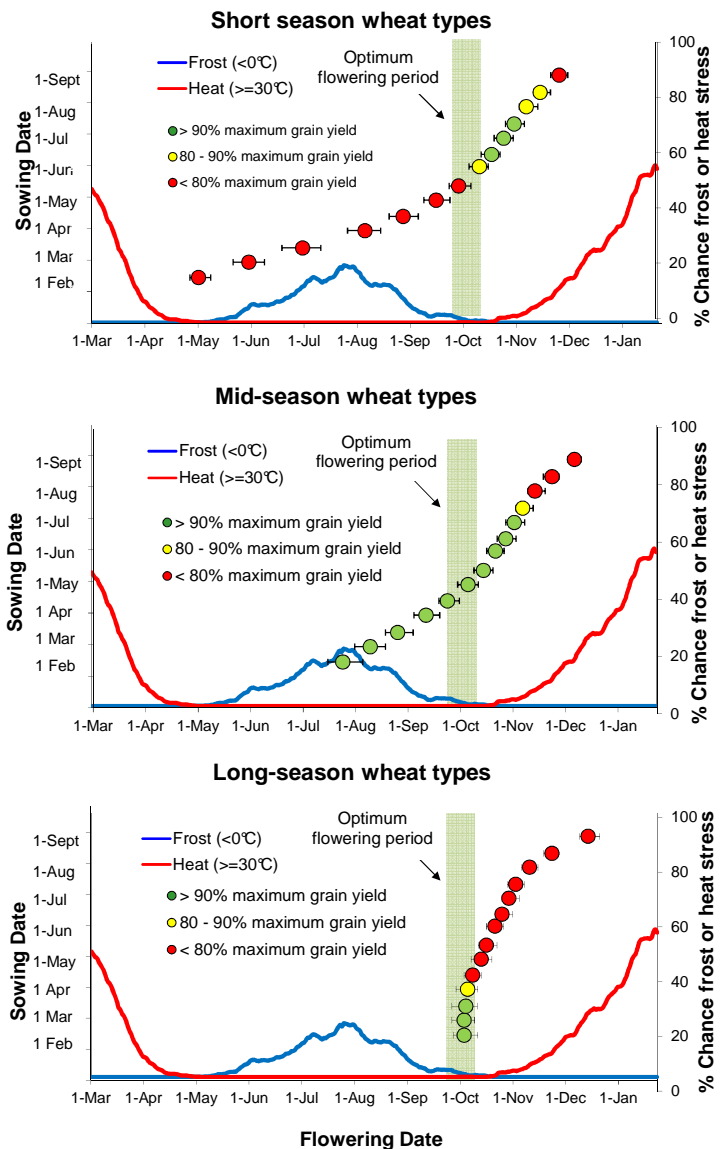 Short season wheat types
Frost (<0°C)
Heat (>=30°C)
Optimum
flowering period
> 90% maximum grain yield
80 - 90% maximum grain yield
< 80% maximum grain yield
Sowing Date
1-Sept
1-Aug
1-Jul
1-Jun
1-May
1 Apr
1 Mar
1 Feb
% Chance frost or heat stress
100
80
60
40
20
0
1-Mar 1-Apr 1-May 1-Jun 1-Jul 1-Aug 1-Sep 1-Oct 1-Nov 1-Dec 1-Jan
Mid-season wheat types
Frost (<0°C)
Heat (>=30°C)
Optimum
flowering period
> 90% maximum grain yield
80 - 90% maximum grain yield
< 80% maximum grain yield
Sowing Date
1-Sept
1-Aug
1-Jul
1-Jun
1-May
1 Apr
1 Mar
1 Feb
% Chance frost or heat stress
100
80
60
40
20
0
1-Mar 1-Apr 1-May 1-Jun 1-Jul 1-Aug 1-Sep 1-Oct 1-Nov 1-Dec 1-Jan
Long-season wheat types
Frost (<0°C)
Heat (>=30°C)
Optimum
flowering period
> 90% maximum grain yield
80 - 90% maximum grain yield
< 80% maximum grain yield
Sowing Date
1-Sept
1-Aug
1-Jul
1-Jun
1-May
1 Apr
1 Mar
1 Feb
% Chance frost or heat stress
100
80
60
40
20
0
1-Mar 1-Apr 1-May 1-Jun 1-Jul 1-Aug 1-Sep 1-Oct 1-Nov 1-Dec 1-Jan
Flowering Date